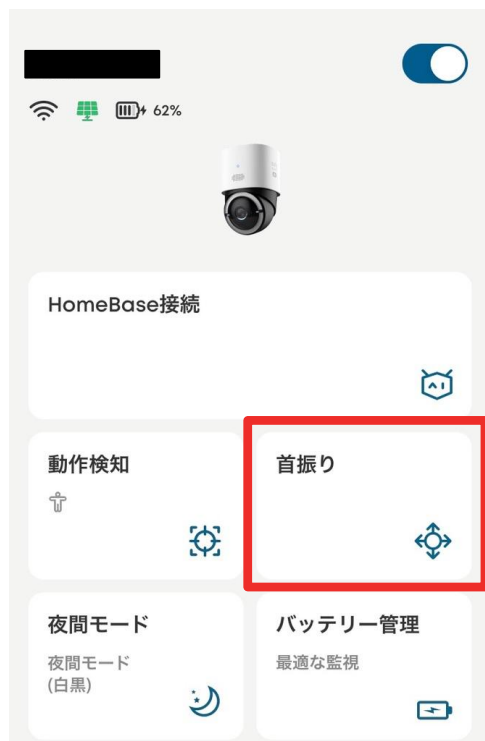 62%
HomeBase接続
動作検知
首振り
夜間モード
夜間モード
(白黒)
バッテリー管理
最適な監視